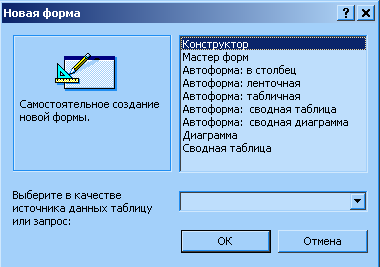 Новая форма
Самостоятельное создание
новой формы.
Конструктор
Мастер форм
Автоформа: в столбец
Автоформа: ленточная
Автоформа: табличная
Автоформа: сводная таблица
Автоформа: сводная диаграмма
Диаграмма
Сводная таблица
Выберите в качестве
источника данных таблицу
или запрос:
ОК
Отмена